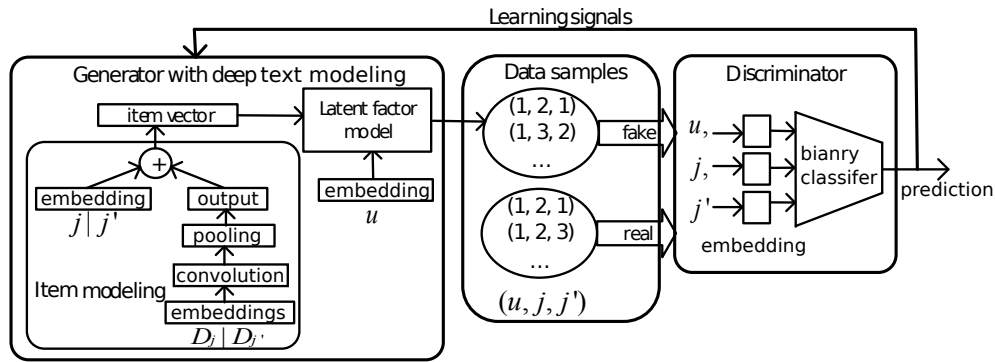 Learning signals
Generator with deep text modeling
item vector
Latent factor
model
+
embedding
j | j'
output
pooling
convolution
embeddings
D_j | D_j'
Item modeling
embedding
u
Data samples
(1, 2, 1)
(1, 3, 2)
...
fake
(1, 2, 1)
(1, 2, 3)
...
real
(u, j, j')
Discriminator
u,
j,
j'
embedding
bianry
classifer
prediction